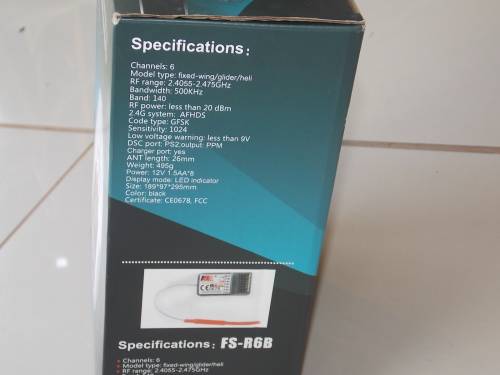 Specifications:
Channels: 6
Model type: fixed-wing/glider/heli
RF range: 2.4055-2.475GHz
Bandwidth: 500KHz
Band: 140
RF power: less than 20 dBm
2.4G system: AFHDS
Code type: GFSK
Sensitivity: 1024
Low voltage warning: less than 9V
DSC port: PS2:output: PPM
Charger port: yes
ANT length: 26mm
Weight: 495g
Power: 12V 1.5AA*8
Display mode: LED indicator
Size: 189*97*295mm
Color: black
Certificate: CE0678, FCC
Specifications: FS-R6B
Channels: 6
Model type: fixed-wing/glider/heli
RF range: 2.4055-2.475GHz